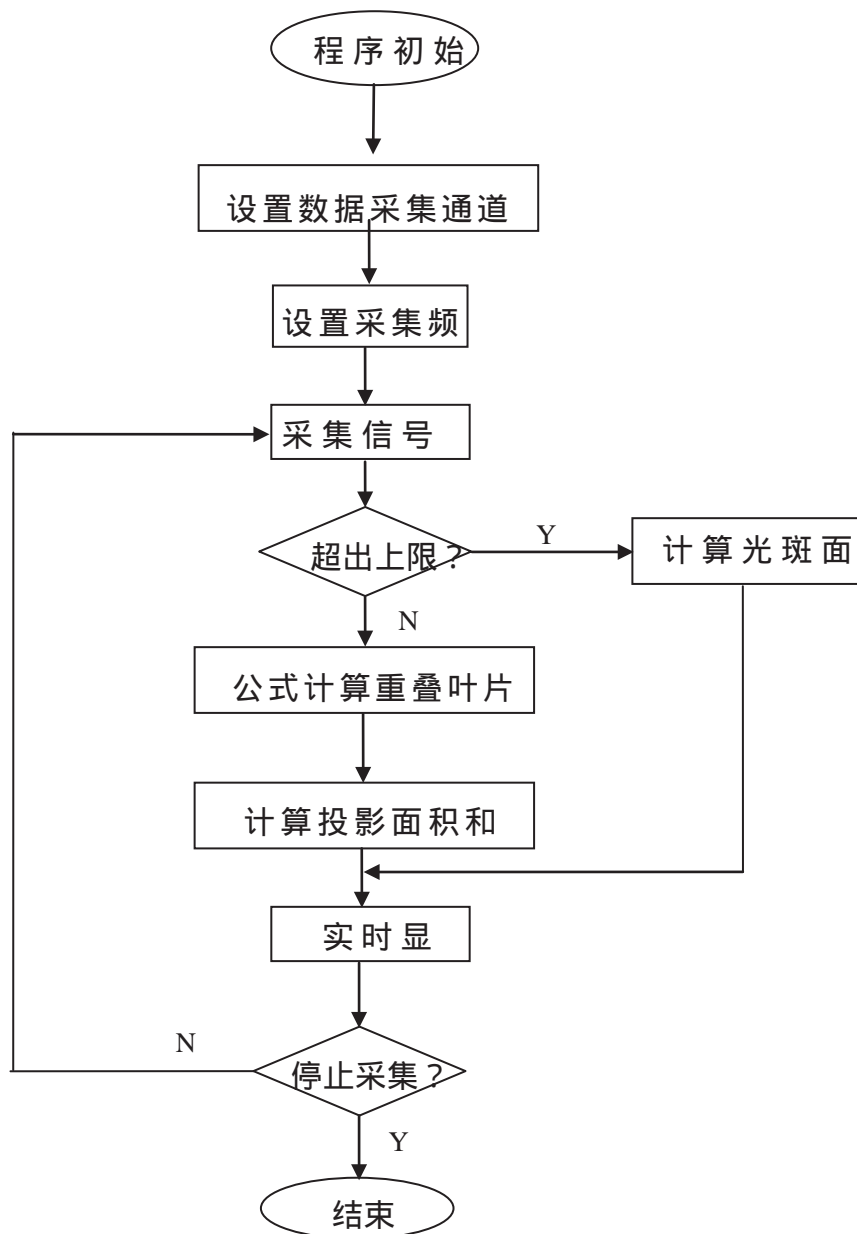 程序初始
设置数据采集通道
设置采集频
采集信号
超出上限？
Y
计算光斑面
N
公式计算重叠叶片
计算投影面积和
实时显
N
停止采集？
Y
结束